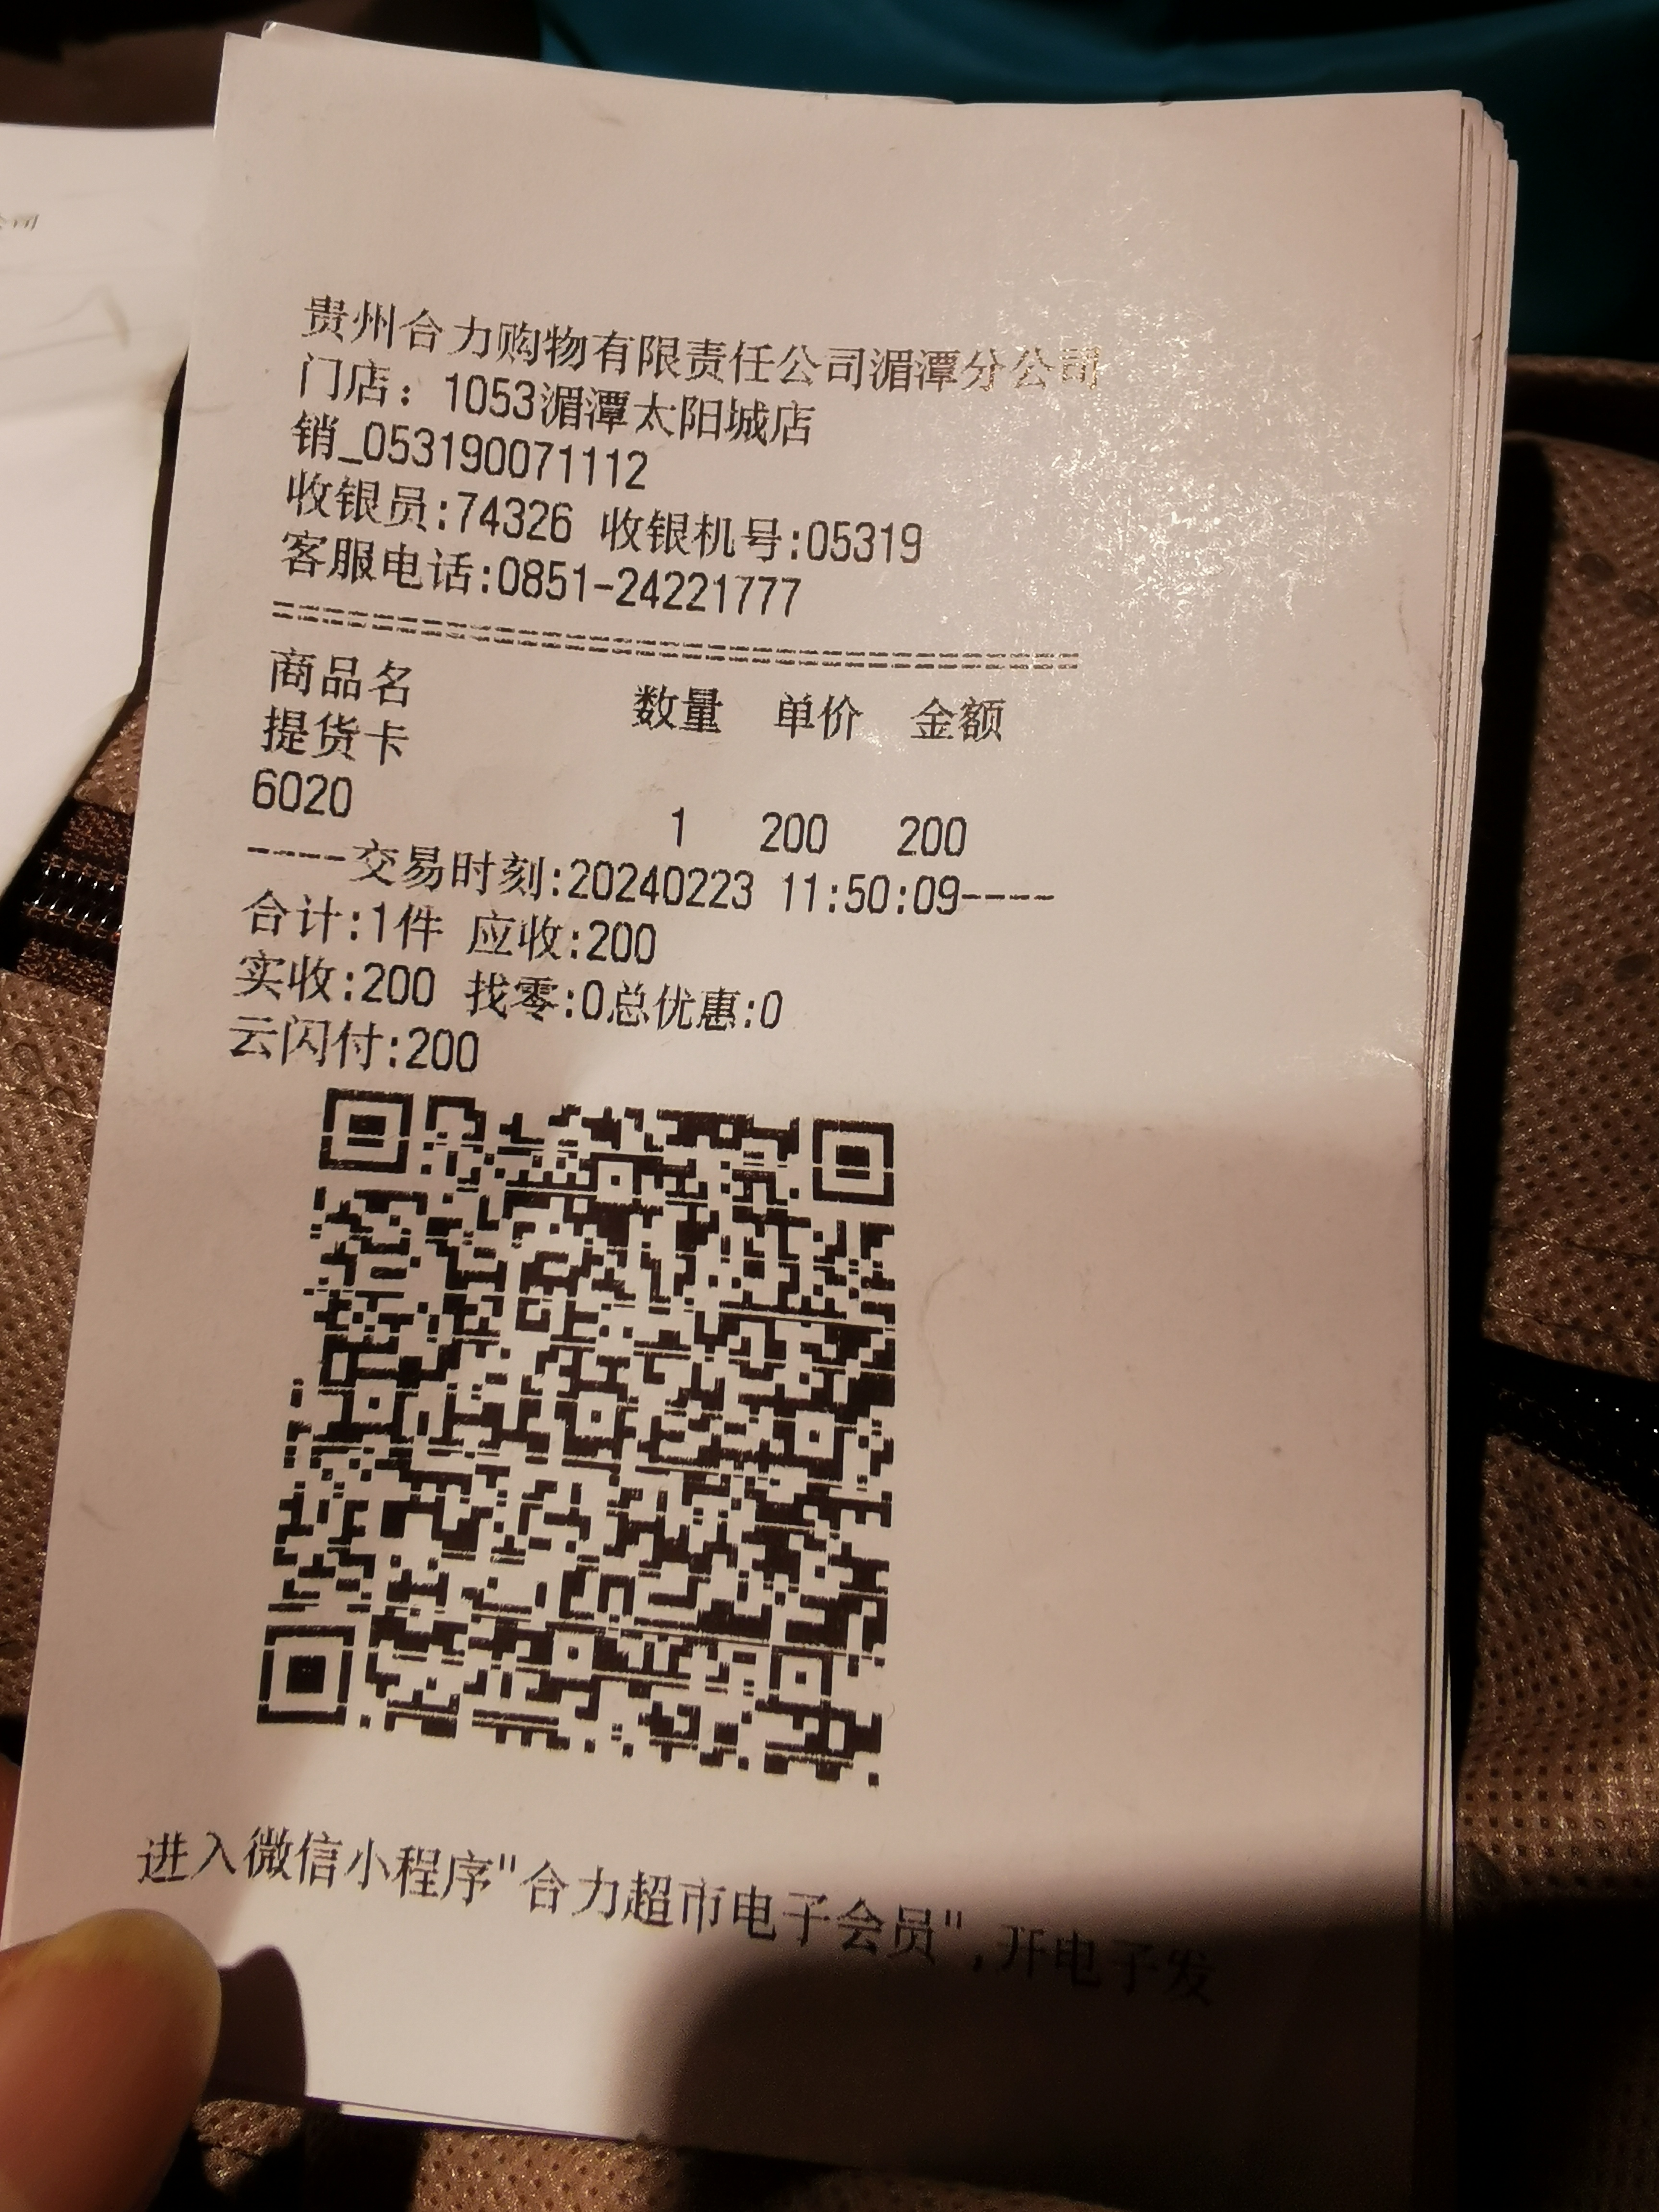 贵州合力购物有限责任公司湄潭分公司
门店：1053湄潭太阳城店
销_053190071112
收银员:74326 收银机号:05319
客服电话:0851-24221777
================================
商品名 数量 单价 金额
提货卡
6020 1 200 200
----交易时刻:20240223 11:50:09----
合计:1件 应收:200
实收:200 找零:0总优惠:0
云闪付:200
进入微信小程序"合力超市电子会员",开电子发